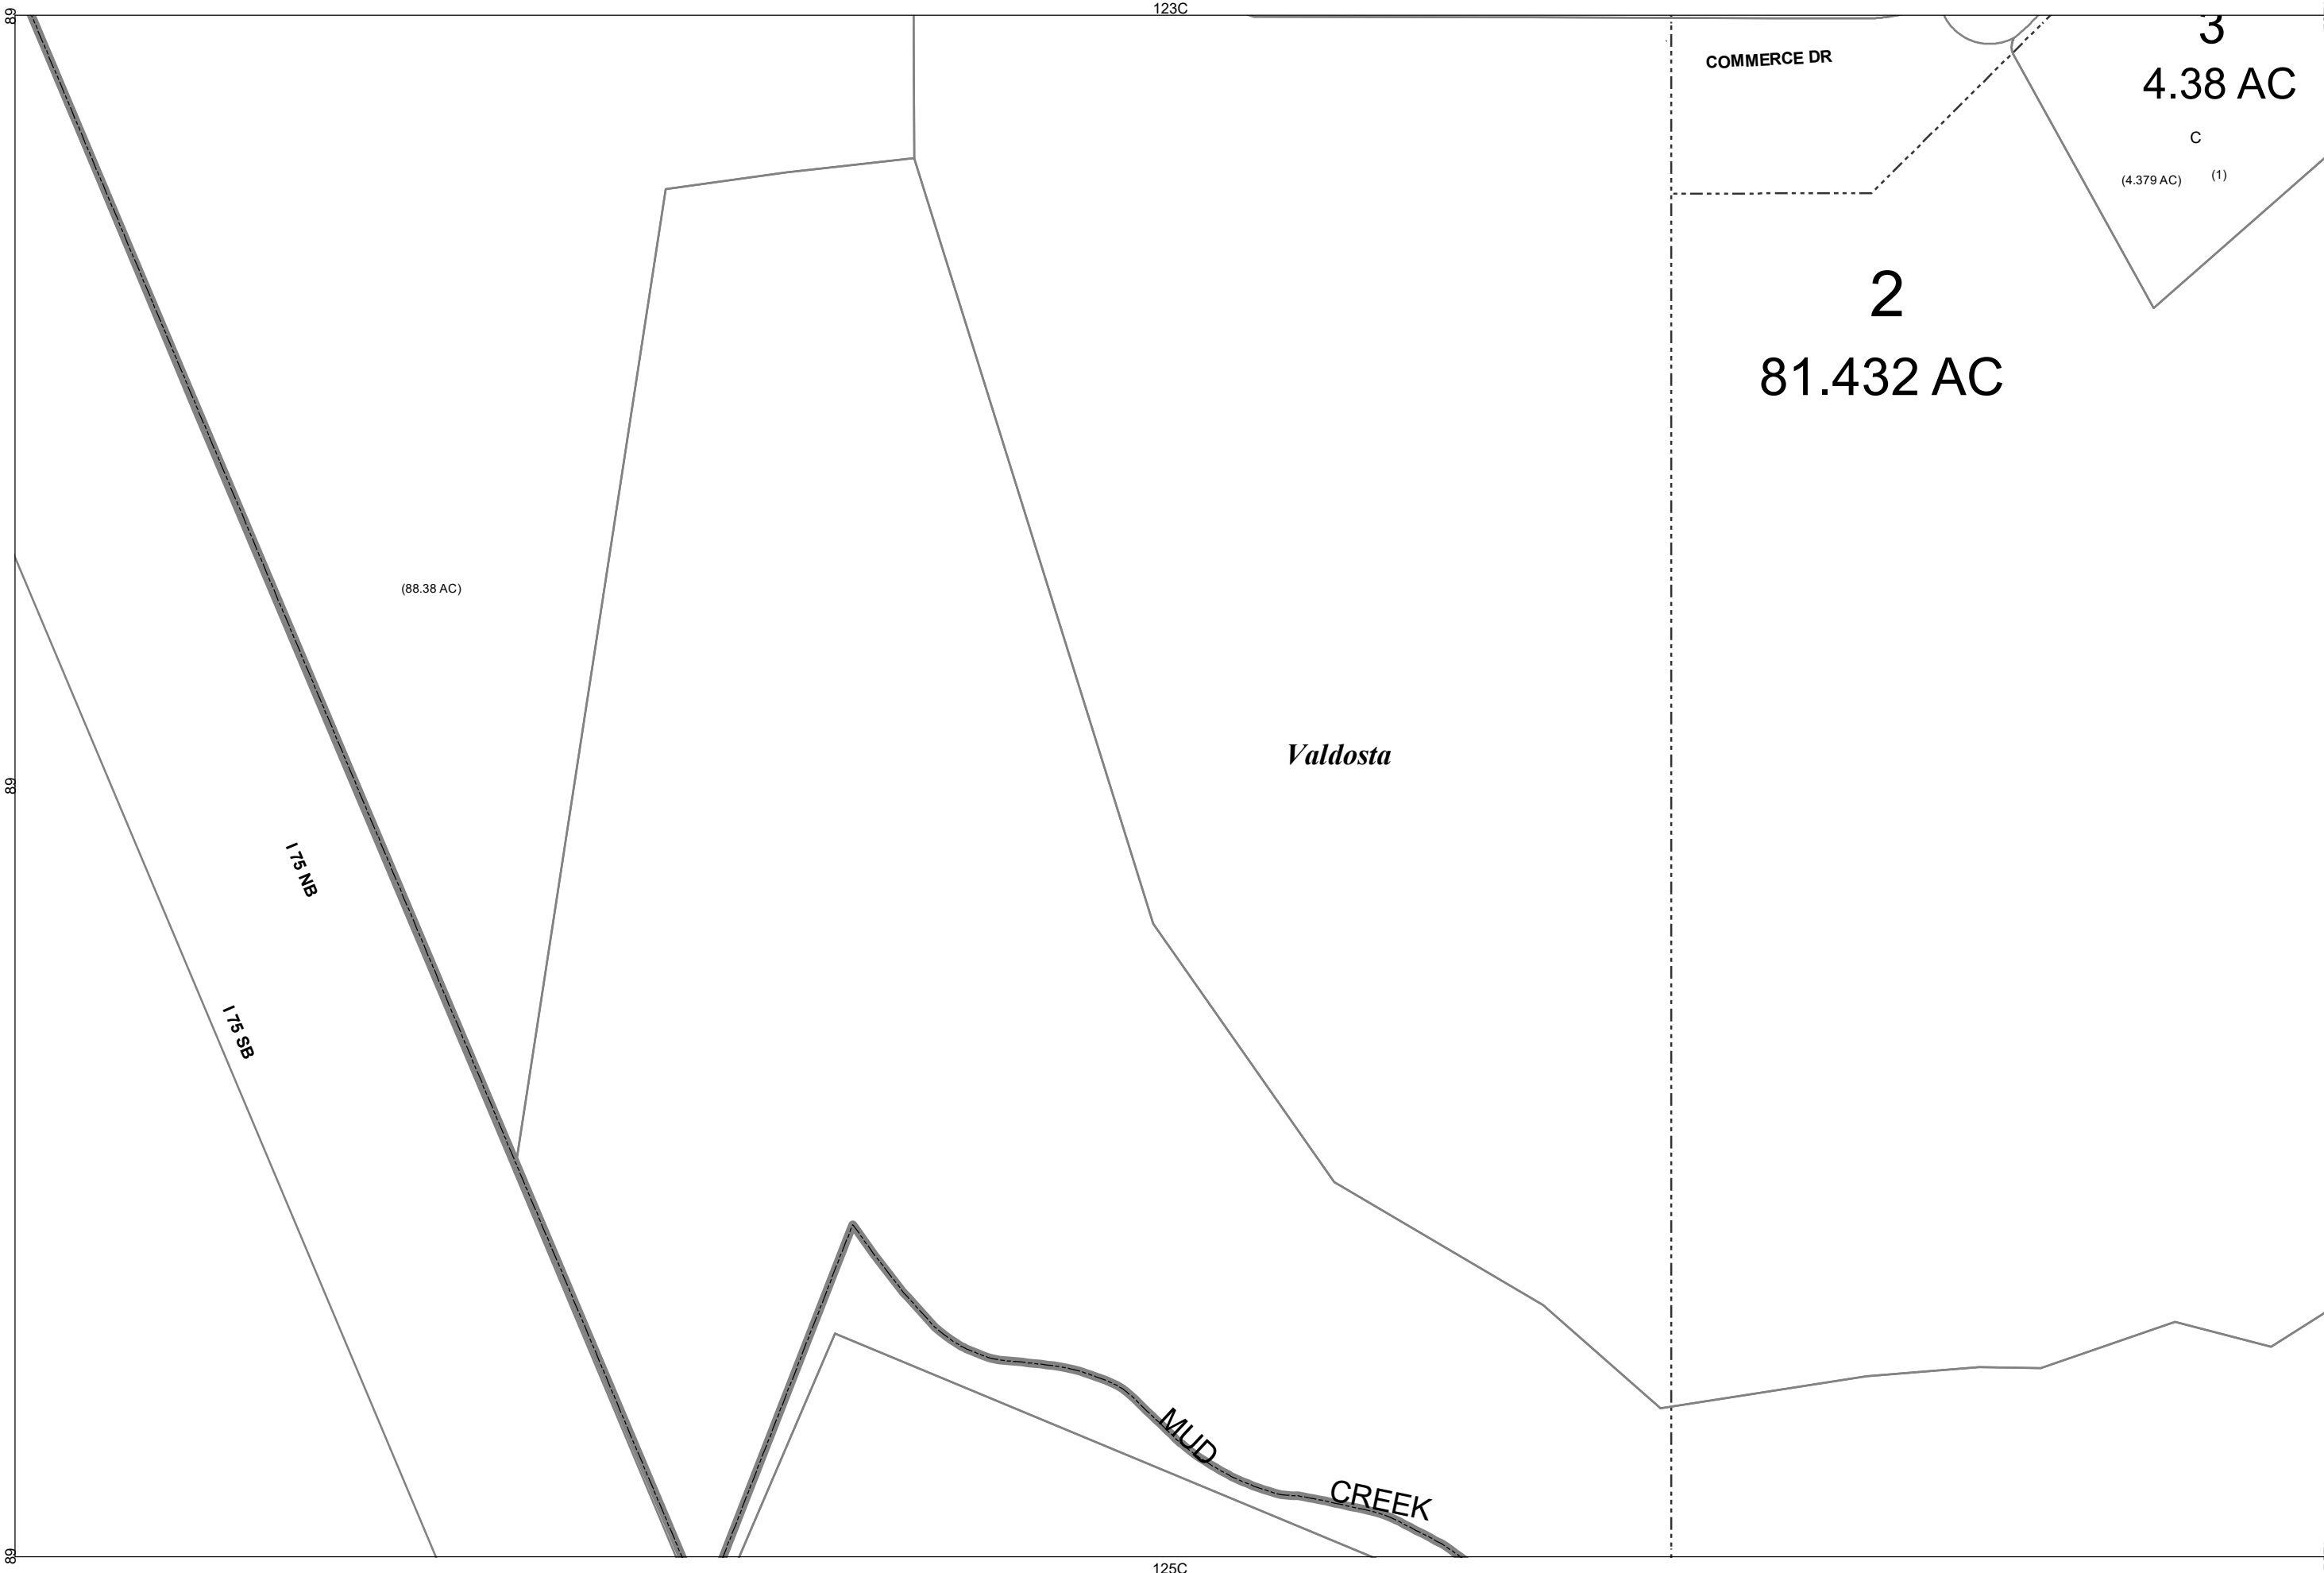 123C
89
COMMERCE DR
3
4.38 AC
C
(4.379 AC)
(1)
2
81.432 AC
(88.38 AC)
Valdosta
89
I 75 NB
I 75 SB
MUD
CREEK
89
125C